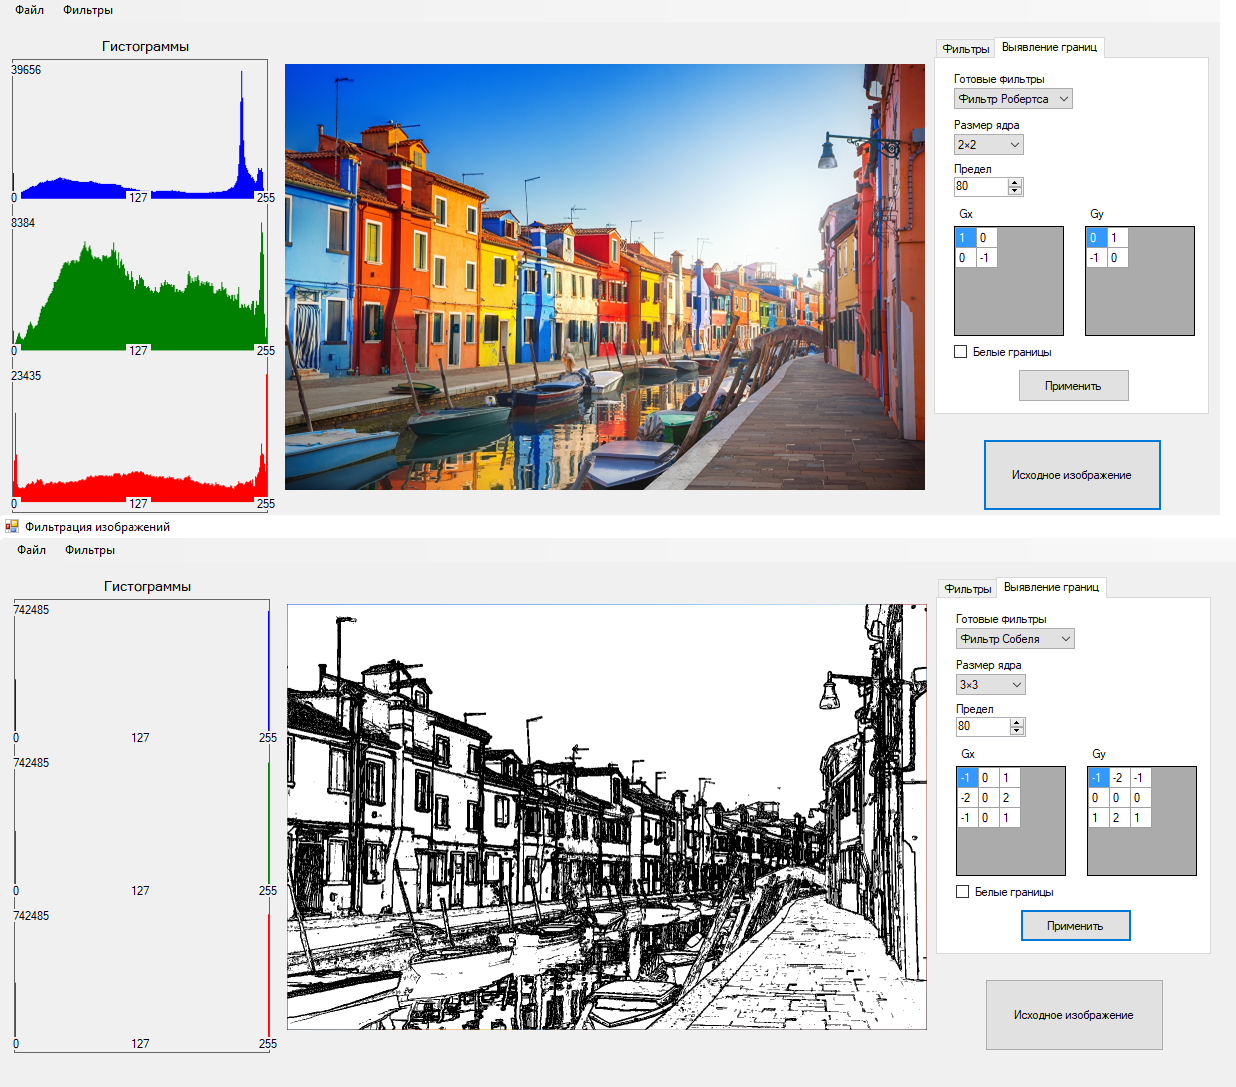 Файл Фильтры
Гистограммы
39656
0 127 255
8384
0 127 255
23435
0 127 255
Фильтры Выявление границ
Готовые фильтры
Фильтр Робертса
Размер ядра
2×2
Предел
80
Gx Gy
1 0 0 1
0 -1 -1 0
Белые границы
Применить
Исходное изображение
Фильтрация изображений
Файл Фильтры
Гистограммы
742485
0 127 255
742485
0 127 255
742485
0 127 255
Фильтры Выявление границ
Готовые фильтры
Фильтр Собеля
Размер ядра
3×3
Предел
80
Gx Gy
-1 0 1 -1 -2 -1
-2 0 2 0 0 0
-1 0 1 1 2 1
Белые границы
Применить
Исходное изображение